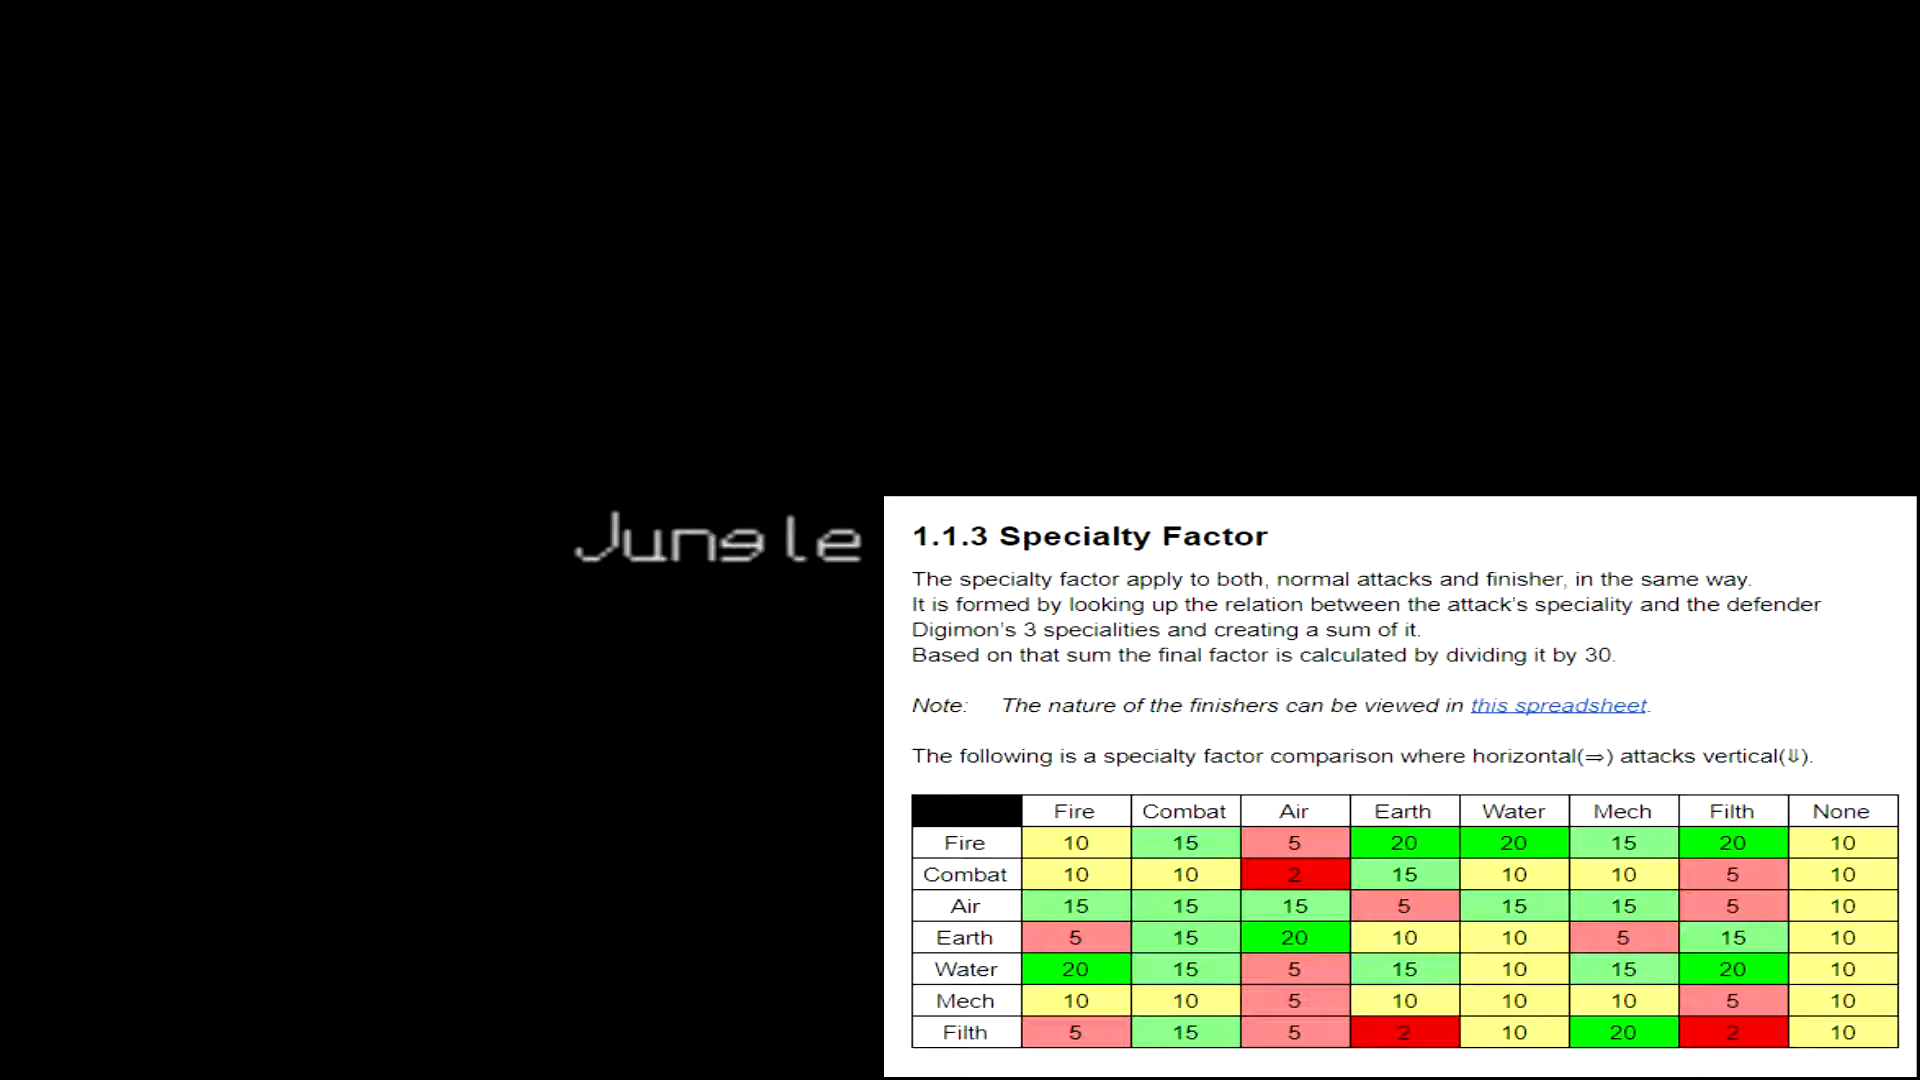 Jungle
1.1.3 Specialty Factor
The specialty factor apply to both, normal attacks and finisher, in the same way.
It is formed by looking up the relation between the attack's speciality and the defender
Digimon's 3 specialities and creating a sum of it.
Based on that sum the final factor is calculated by dividing it by 30.
Note: The nature of the finishers can be viewed in this spreadsheet.
The following is a specialty factor comparison where horizontal(⇒) attacks vertical(⇓).
Fire Combat Air Earth Water Mech Filth None
Fire 10 15 5 20 20 15 20 10
Combat 10 10 2 15 10 10 5 10
Air 15 15 15 5 15 15 5 10
Earth 5 15 20 10 10 5 15 10
Water 20 15 5 15 10 15 20 10
Mech 10 10 5 10 10 10 5 10
Filth 5 15 5 2 10 20 2 10